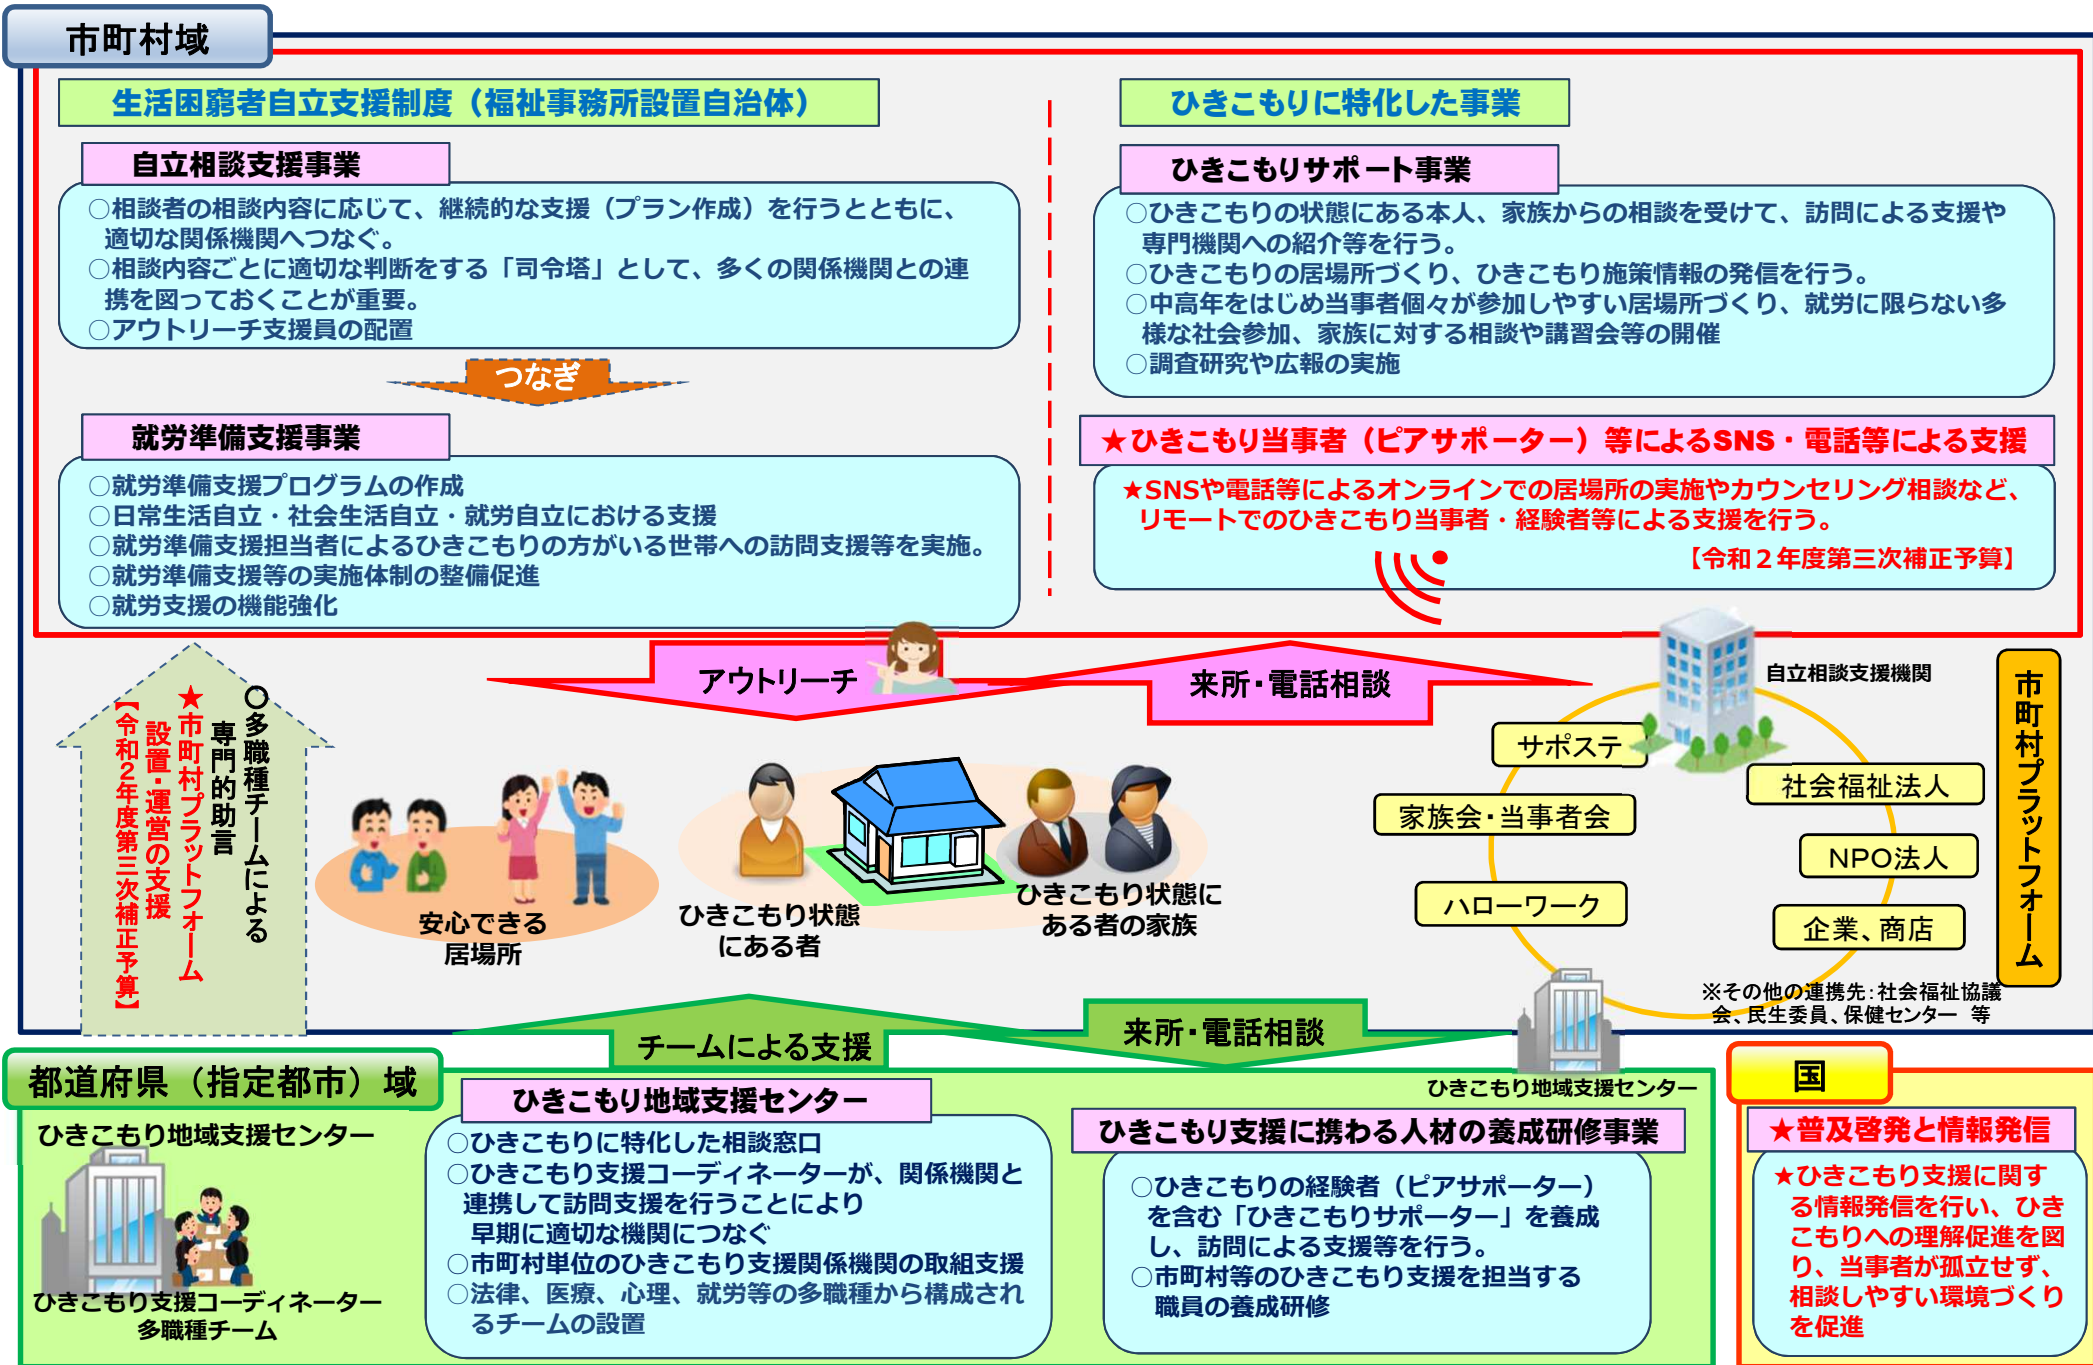 市町村域
生活困窮者自立支援制度（福祉事務所設置自治体）
自立相談支援事業
○相談者の相談内容に応じて、継続的な支援（プラン作成）を行うとともに、
適切な関係機関へつなぐ。
○相談内容ごとに適切な判断をする「司令塔」として、多くの関係機関との連
携を図っておくことが重要。
○アウトリーチ支援員の配置
つなぎ
就労準備支援事業
○就労準備支援プログラムの作成
○日常生活自立・社会生活自立・就労自立における支援
○就労準備支援担当者によるひきこもりの方がいる世帯への訪問支援等を実施。
○就労準備支援等の実施体制の整備促進
○就労支援の機能強化
ひきこもりに特化した事業
ひきこもりサポート事業
○ひきこもりの状態にある本人、家族からの相談を受けて、訪問による支援や
専門機関への紹介等を行う。
○ひきこもりの居場所づくり、ひきこもり施策情報の発信を行う。
○中高年をはじめ当事者個々が参加しやすい居場所づくり、就労に限らない多
様な社会参加、家族に対する相談や講習会等の開催
○調査研究や広報の実施
★ひきこもり当事者（ピアサポーター）等によるSNS・電話等による支援
★SNSや電話等によるオンラインでの居場所の実施やカウンセリング相談など、
リモートでのひきこもり当事者・経験者等による支援を行う。
【令和２年度第三次補正予算】
アウトリーチ
来所・電話相談
○多職種チームによる
専門的助言
★市町村プラットフォーム
設置・運営の支援
【令和２年度第三次補正予算】
安心できる
居場所
ひきこもり状態
にある者
ひきこもり状態に
ある者の家族
自立相談支援機関
サポステ
家族会・当事者会
ハローワーク
社会福祉法人
NPO法人
企業、商店
市町村プラットフォーム
※その他の連携先：社会福祉協議
会、民生委員、保健センター 等
チームによる支援
来所・電話相談
ひきこもり地域支援センター
都道府県（指定都市）域
ひきこもり地域支援センター
ひきこもり支援コーディネーター
多職種チーム
ひきこもり地域支援センター
○ひきこもりに特化した相談窓口
○ひきこもり支援コーディネーターが、関係機関と
連携して訪問支援を行うことにより
早期に適切な機関につなぐ
○市町村単位のひきこもり支援関係機関の取組支援
○法律、医療、心理、就労等の多職種から構成され
るチームの設置
ひきこもり支援に携わる人材の養成研修事業
○ひきこもりの経験者（ピアサポーター）
を含む「ひきこもりサポーター」を養成
し、訪問による支援等を行う。
○市町村等のひきこもり支援を担当する
職員の養成研修
国
★普及啓発と情報発信
★ひきこもり支援に関す
る情報発信を行い、ひき
こもりへの理解促進を図
り、当事者が孤立せず、
相談しやすい環境づくり
を促進